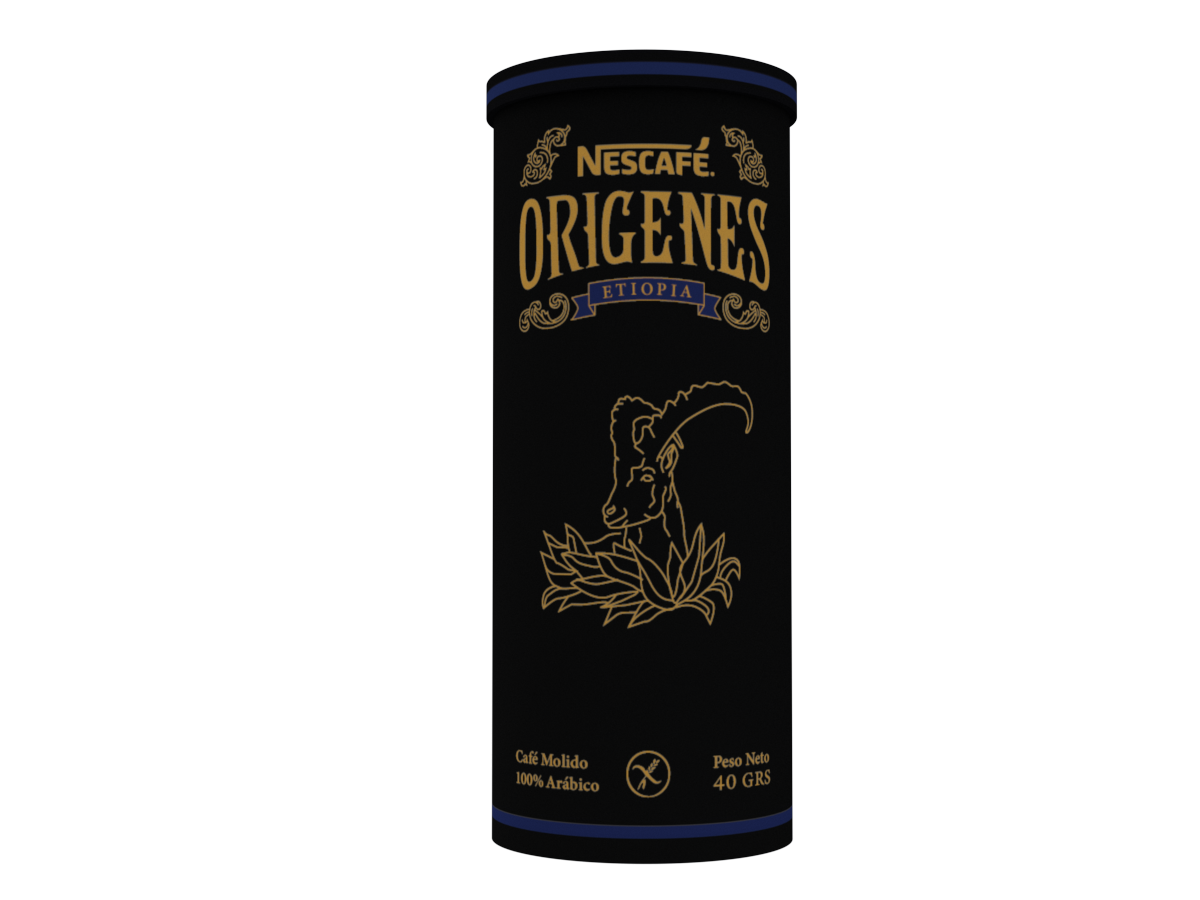 NESCAFÉ.
ORIGENES
ETIOPIA
Café Molido
100% Arábico
Peso Neto
40 GRS